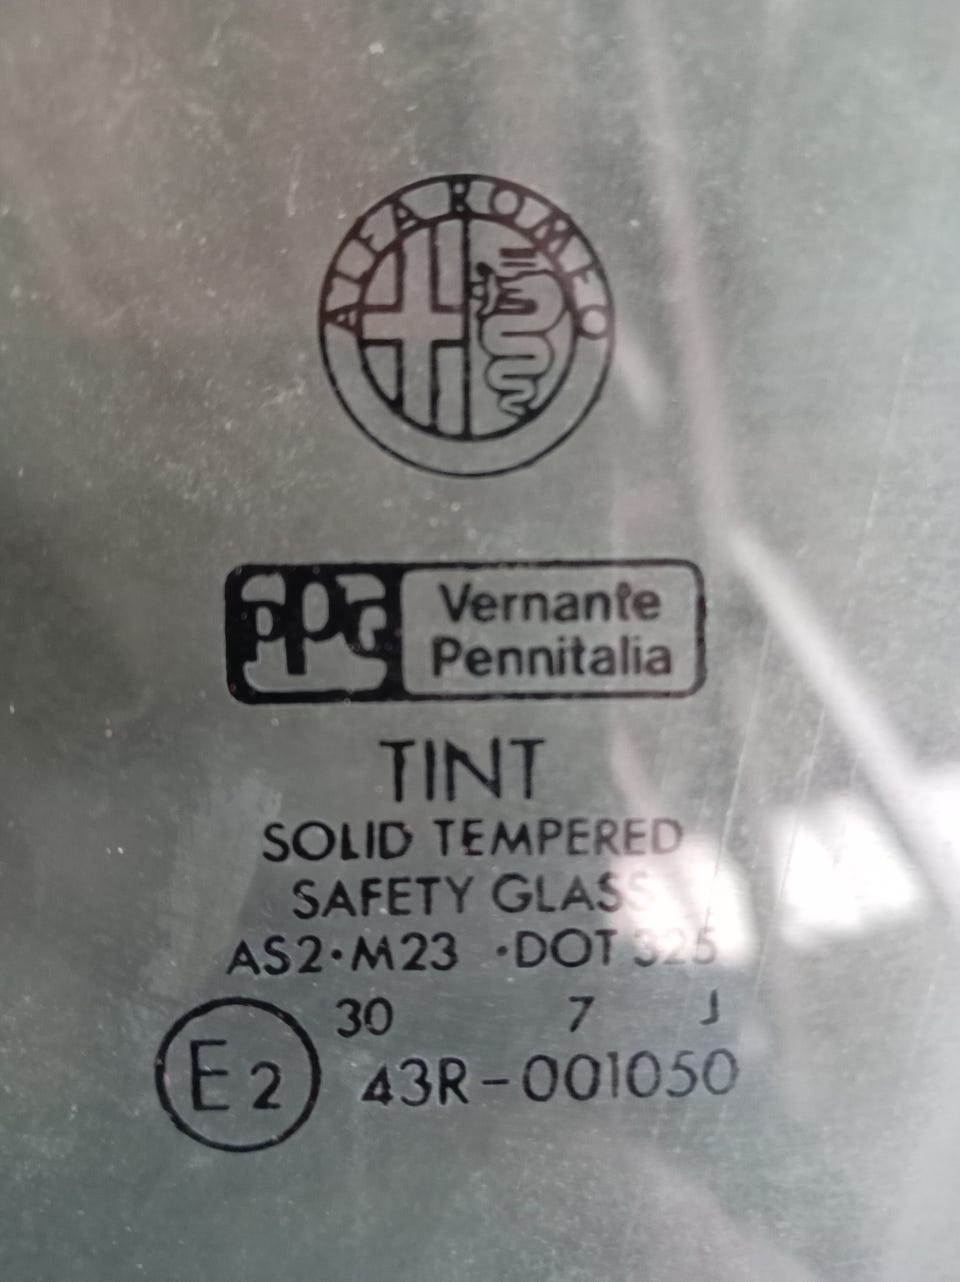 ALFA ROMEO
PPG
Vernante
Pennitalia
TINT
SOLID TEMPERED
SAFETY GLASS
AS2·M23 ·DOT 325
30 7 J
E2 43R-001050